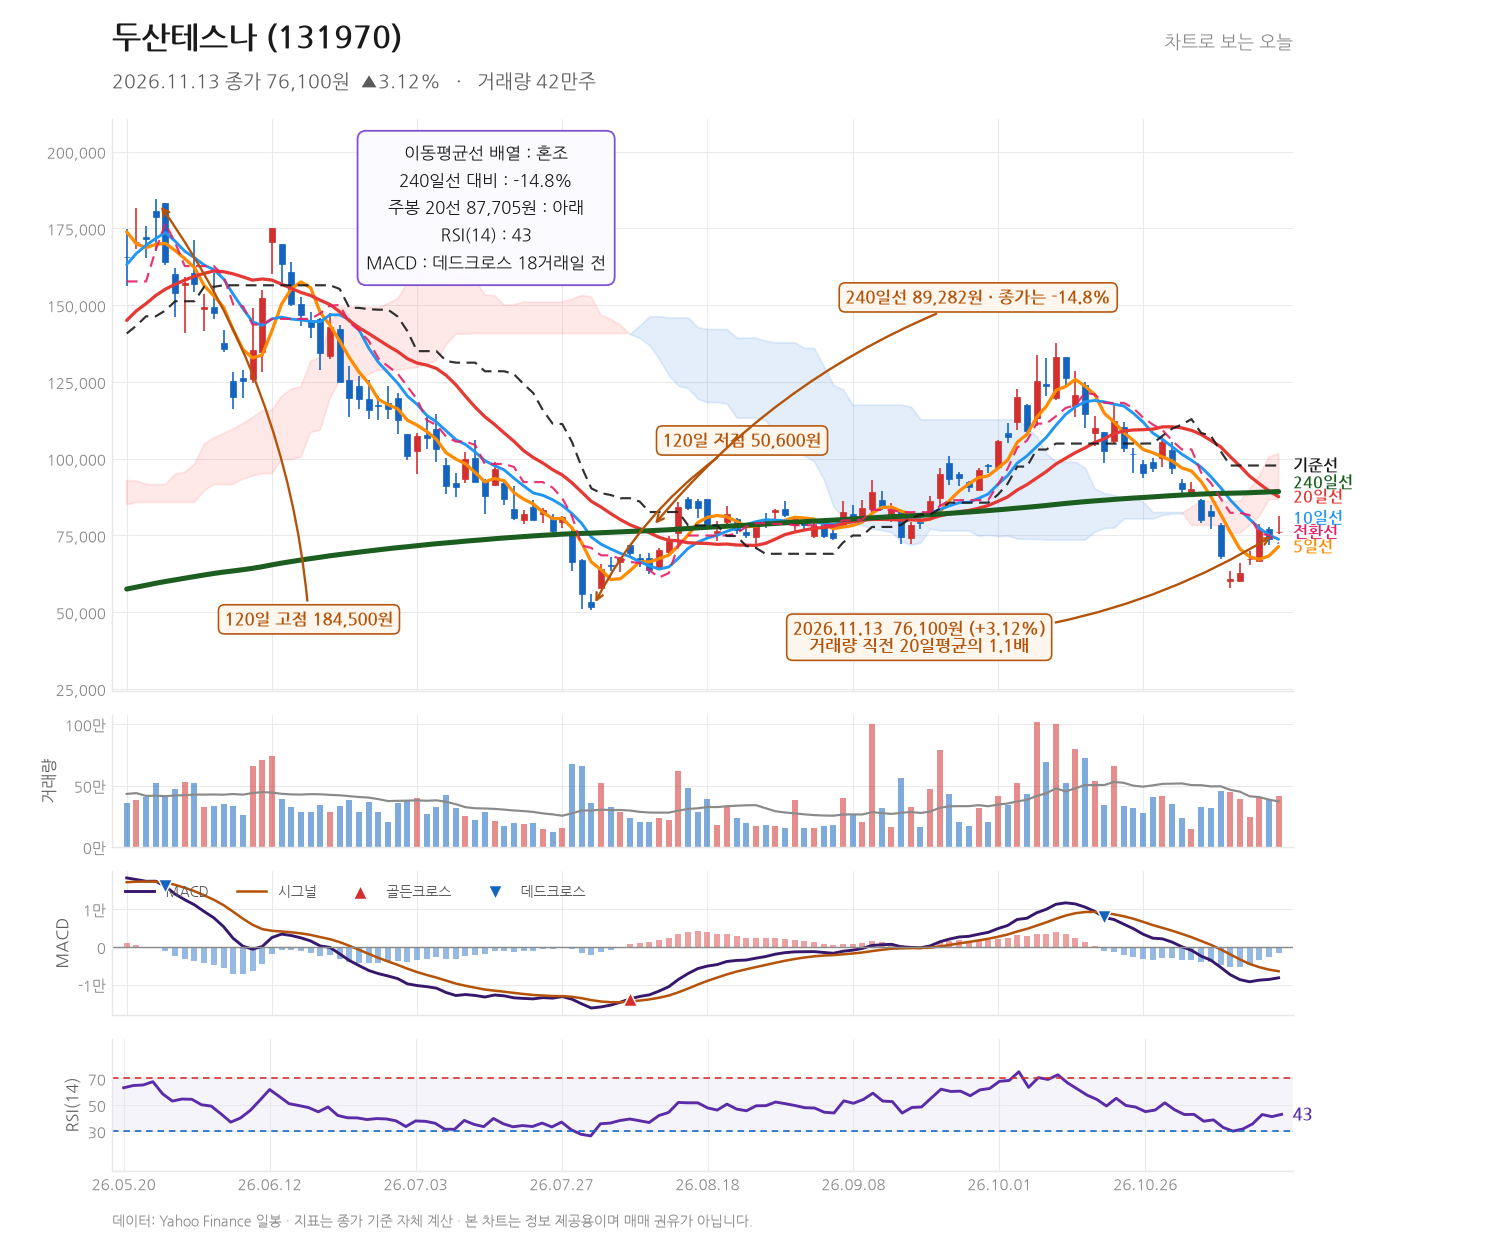 두산테스나 (131970)
차트로 보는 오늘
2026.11.13 종가 76,100원 ▲3.12% · 거래량 42만주
이동평균선 배열 : 혼조
240일선 대비 : -14.8%
주봉 20선 87,705원 : 아래
RSI(14) : 43
MACD : 데드크로스 18거래일 전
200,000
175,000
150,000
125,000
100,000
75,000
50,000
25,000
240일선 89,282원 · 종가는 -14.8%
120일 저점 50,600원
120일 고점 184,500원
2026.11.13 76,100원 (+3.12%)
거래량 직전 20일평균의 1.1배
기준선
240일선
20일선
10일선
전환선
5일선
거래량
100만
50만
0만
MACD
MACD
시그널
골든크로스
데드크로스
1만
0
-1만
RSI(14)
70
50
30
43
26.05.20
26.06.12
26.07.03
26.07.27
26.08.18
26.09.08
26.10.01
26.10.26
데이터: Yahoo Finance 일봉 · 지표는 종가 기준 자체 계산 · 본 차트는 정보 제공용이며 매매 권유가 아닙니다.